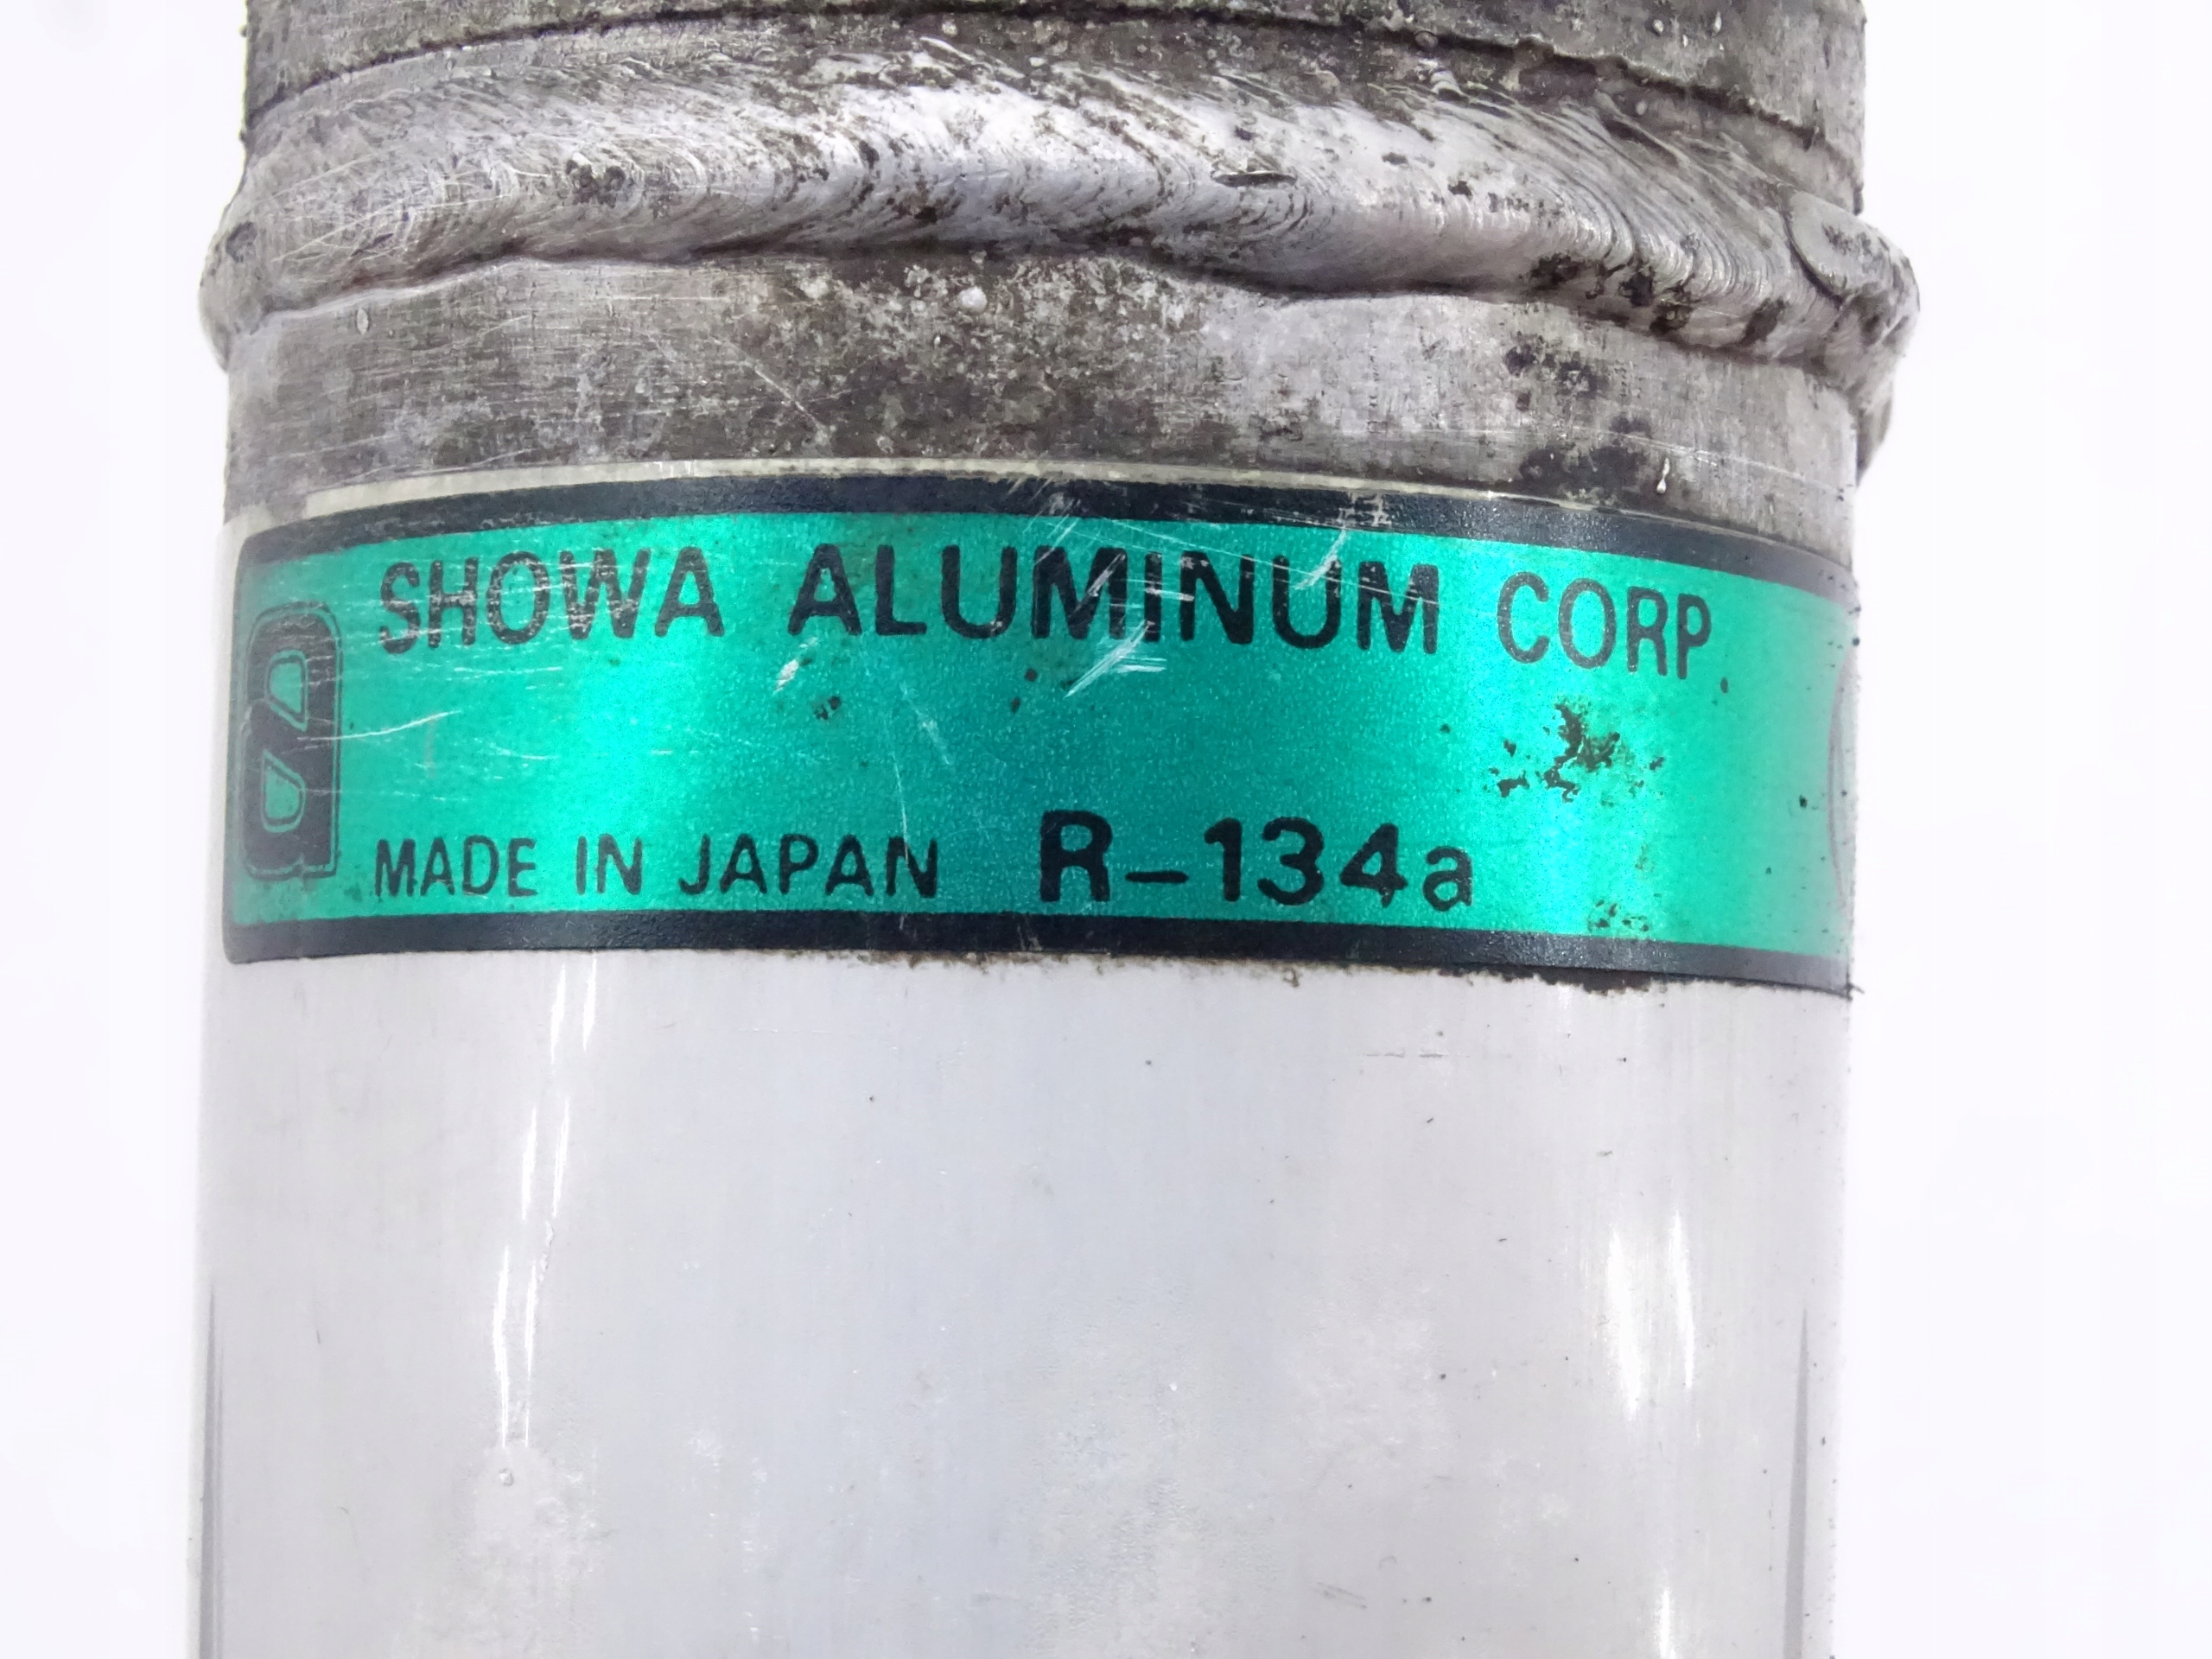 SHOWA ALUMINUM CORP.
MADE IN JAPAN R-134a